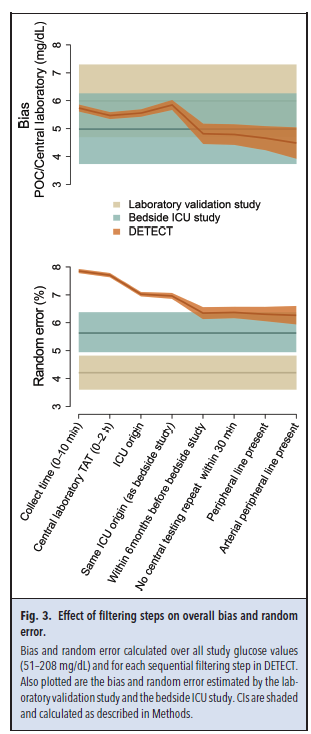 Bias
POC/Central laboratory (mg/dL)
8
7
6
5
4
3
Laboratory validation study
Bedside ICU study
DETECT
Random error (%)
8
7
6
5
4
3
Collect time (0–10 min)
Central laboratory TAT (0–2 h)
ICU origin
Same ICU origin (as bedside study)
Within 6 months before bedside study
No central testing repeat within 30 min
Peripheral line present
Arterial peripheral line present
Fig. 3. Effect of filtering steps on overall bias and random
error.
Bias and random error calculated over all study glucose values
(51–208 mg/dL) and for each sequential filtering step in DETECT.
Also plotted are the bias and random error estimated by the lab-
oratory validation study and the bedside ICU study. CIs are shaded
and calculated as described in Methods.